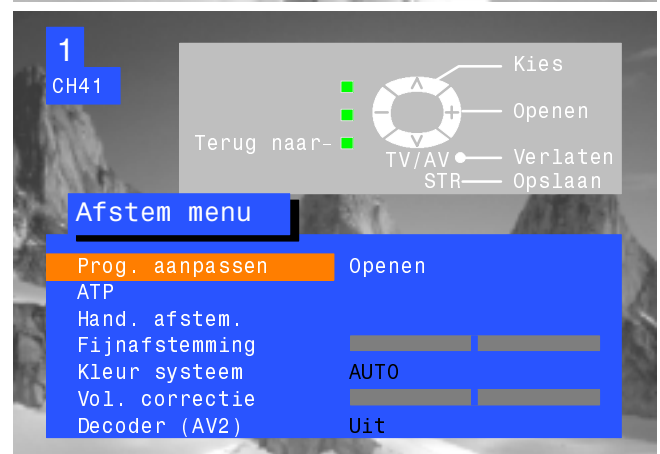 1
CH41
Kies
Openen
Terug naar-
TV/AV Verlaten
STR Opslaan
Afstem menu
Prog. aanpassen Openen
ATP
Hand. afstem.
Fijnafstemming
Kleur systeem AUTO
Vol. correctie
Decoder (AV2) Uit